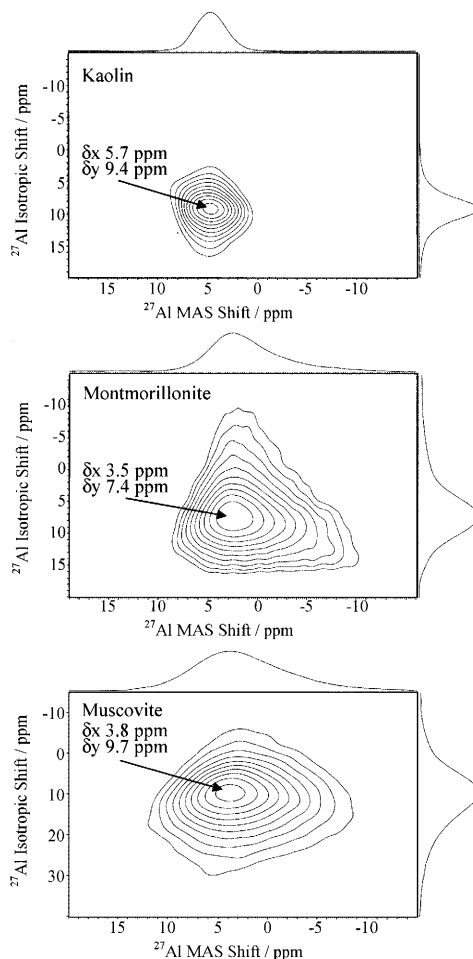 Kaolin
δx 5.7 ppm
δy 9.4 ppm
-10
-5
0
5
10
15
²⁷Al Isotropic Shift / ppm
15 10 5 0 -5 -10
²⁷Al MAS Shift / ppm
Montmorillonite
δx 3.5 ppm
δy 7.4 ppm
-10
-5
0
5
10
15
²⁷Al Isotropic Shift / ppm
15 10 5 0 -5 -10
²⁷Al MAS Shift / ppm
Muscovite
δx 3.8 ppm
δy 9.7 ppm
-10
0
10
20
30
²⁷Al Isotropic Shift / ppm
15 10 5 0 -5 -10
²⁷Al MAS Shift / ppm